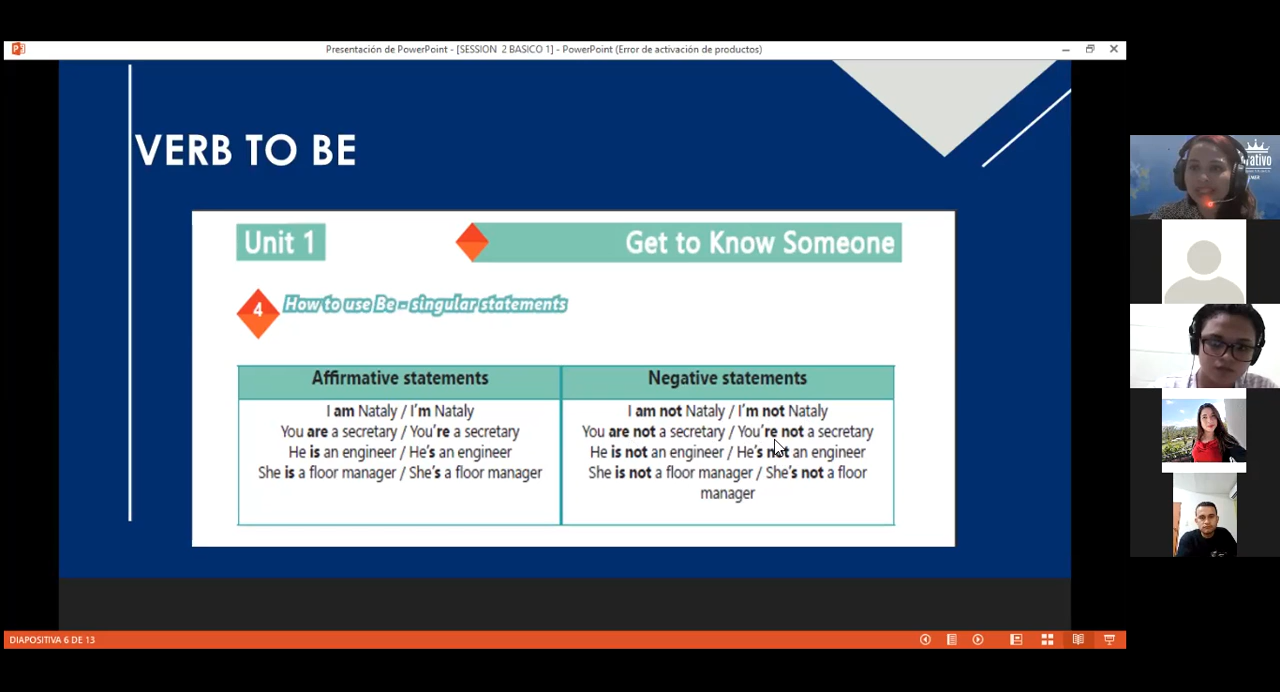 Presentación de PowerPoint - [SESSION 2 BASICO 1] - PowerPoint (Error de activación de productos)
VERB TO BE
Unit 1
Get to Know Someone
4
How to use Be - singular statements
Affirmative statements
I am Nataly / I'm Nataly
You are a secretary / You're a secretary
He is an engineer / He's an engineer
She is a floor manager / She's a floor manager
Negative statements
I am not Nataly / I'm not Nataly
You are not a secretary / You're not a secretary
He is not an engineer / He's not an engineer
She is not a floor manager / She's not a floor
manager
DIAPOSITIVA 6 DE 13